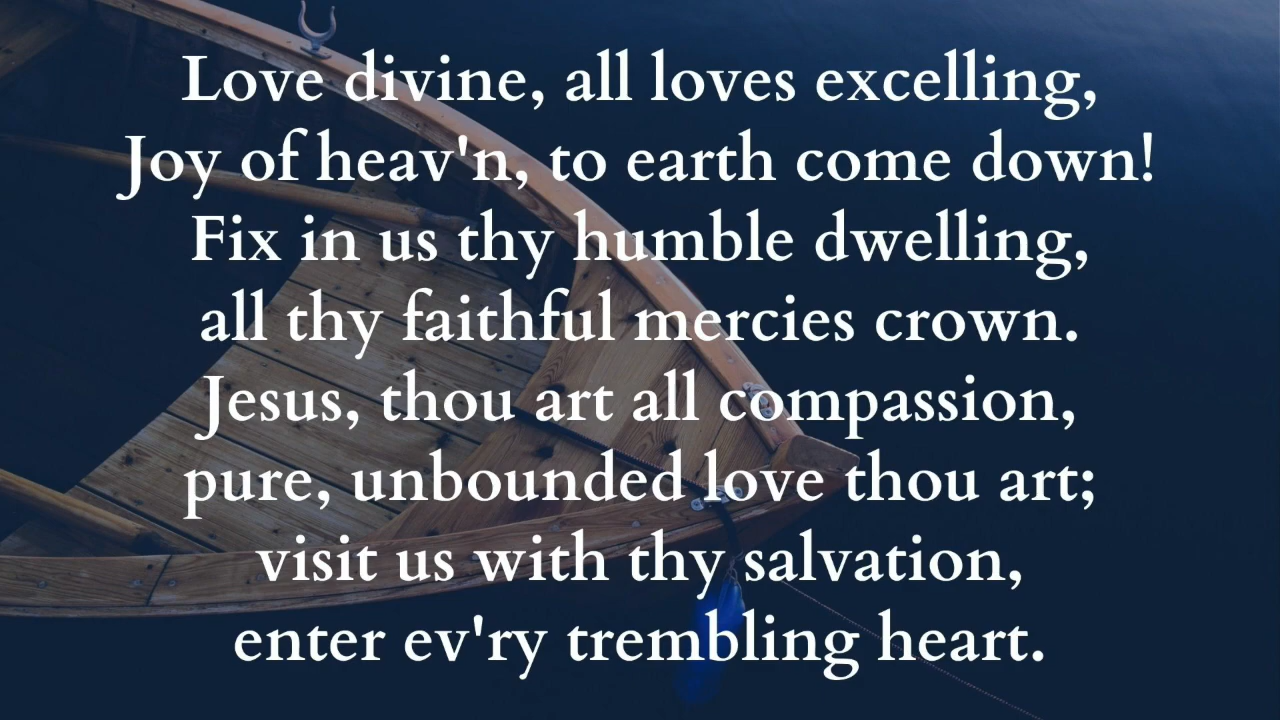 Love divine, all loves excelling,
Joy of heav'n, to earth come down!
Fix in us thy humble dwelling,
all thy faithful mercies crown.
Jesus, thou art all compassion,
pure, unbounded love thou art;
visit us with thy salvation,
enter ev'ry trembling heart.